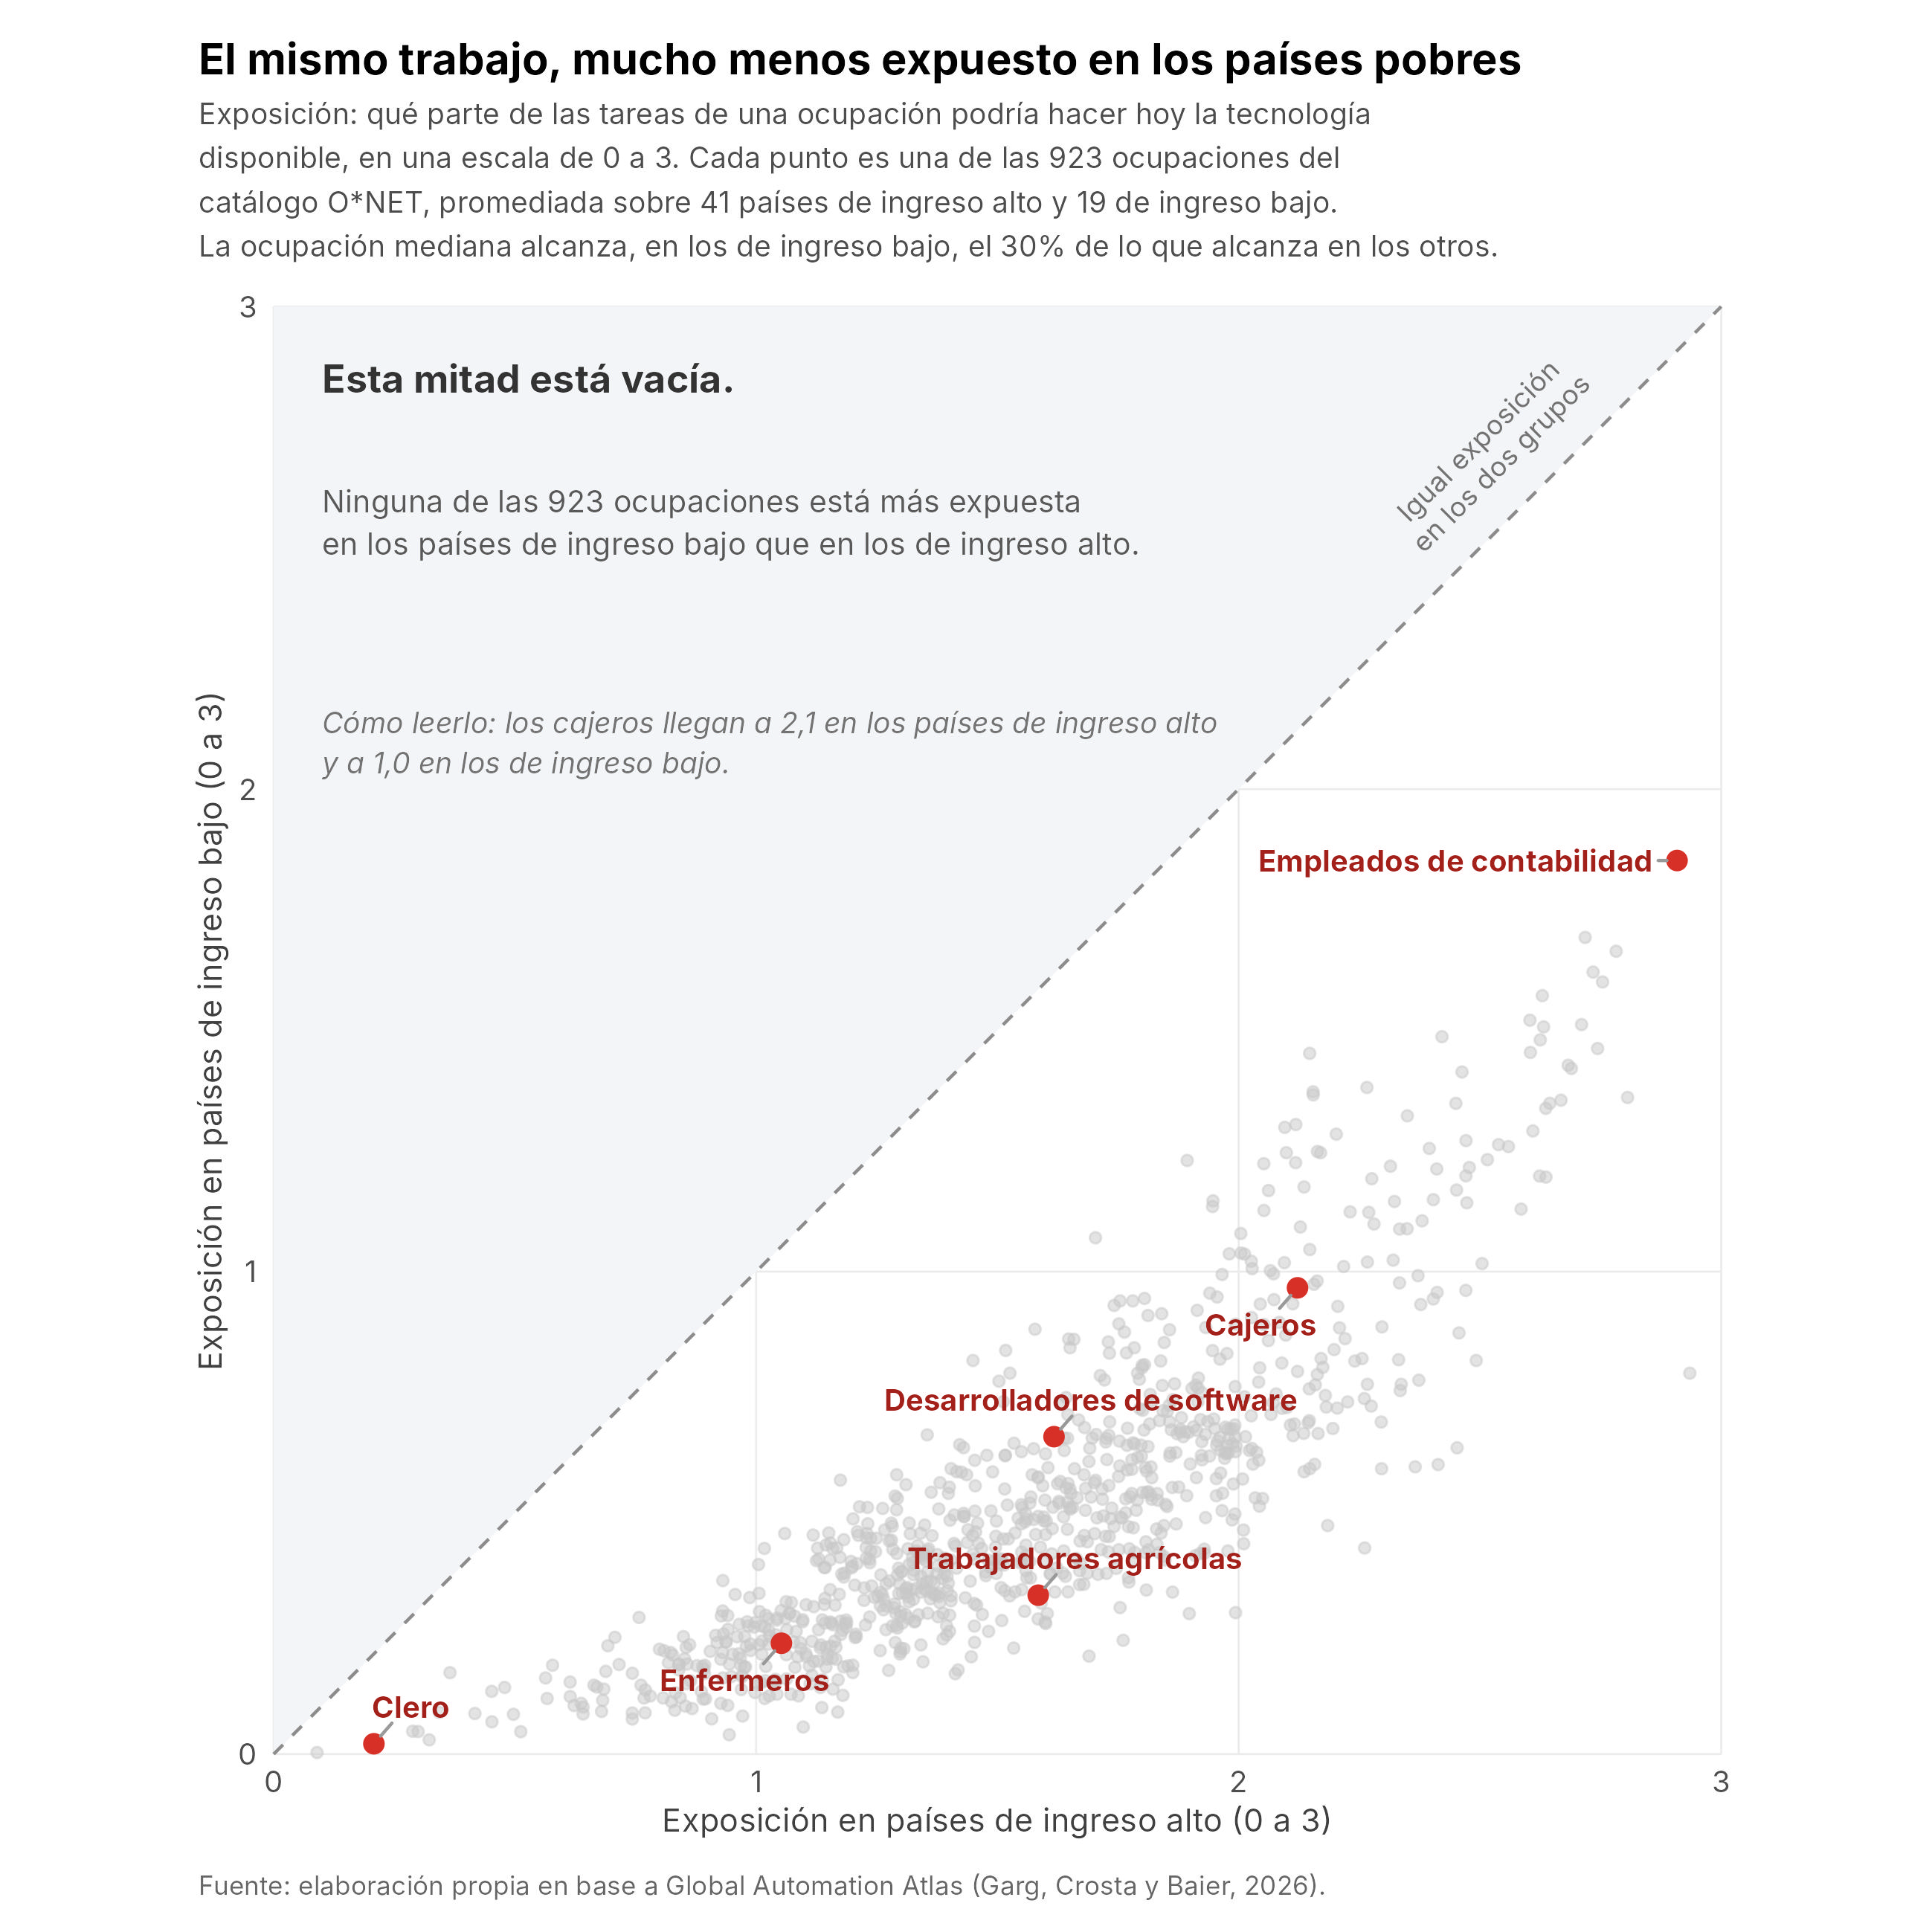 El mismo trabajo, mucho menos expuesto en los países pobres
Exposición: qué parte de las tareas de una ocupación podría hacer hoy la tecnología
disponible, en una escala de 0 a 3. Cada punto es una de las 923 ocupaciones del
catálogo O*NET, promediada sobre 41 países de ingreso alto y 19 de ingreso bajo.
La ocupación mediana alcanza, en los de ingreso bajo, el 30% de lo que alcanza en los otros.
3
Esta mitad está vacía.
Igual exposición
en los dos grupos
Ninguna de las 923 ocupaciones está más expuesta
en los países de ingreso bajo que en los de ingreso alto.
Cómo leerlo: los cajeros llegan a 2,1 en los países de ingreso alto
y a 1,0 en los de ingreso bajo.
Exposición en países de ingreso bajo (0 a 3)
2
Empleados de contabilidad
1
Cajeros
Desarrolladores de software
Trabajadores agrícolas
Enfermeros
Clero
0
0 1 2 3
Exposición en países de ingreso alto (0 a 3)
Fuente: elaboración propia en base a Global Automation Atlas (Garg, Crosta y Baier, 2026).